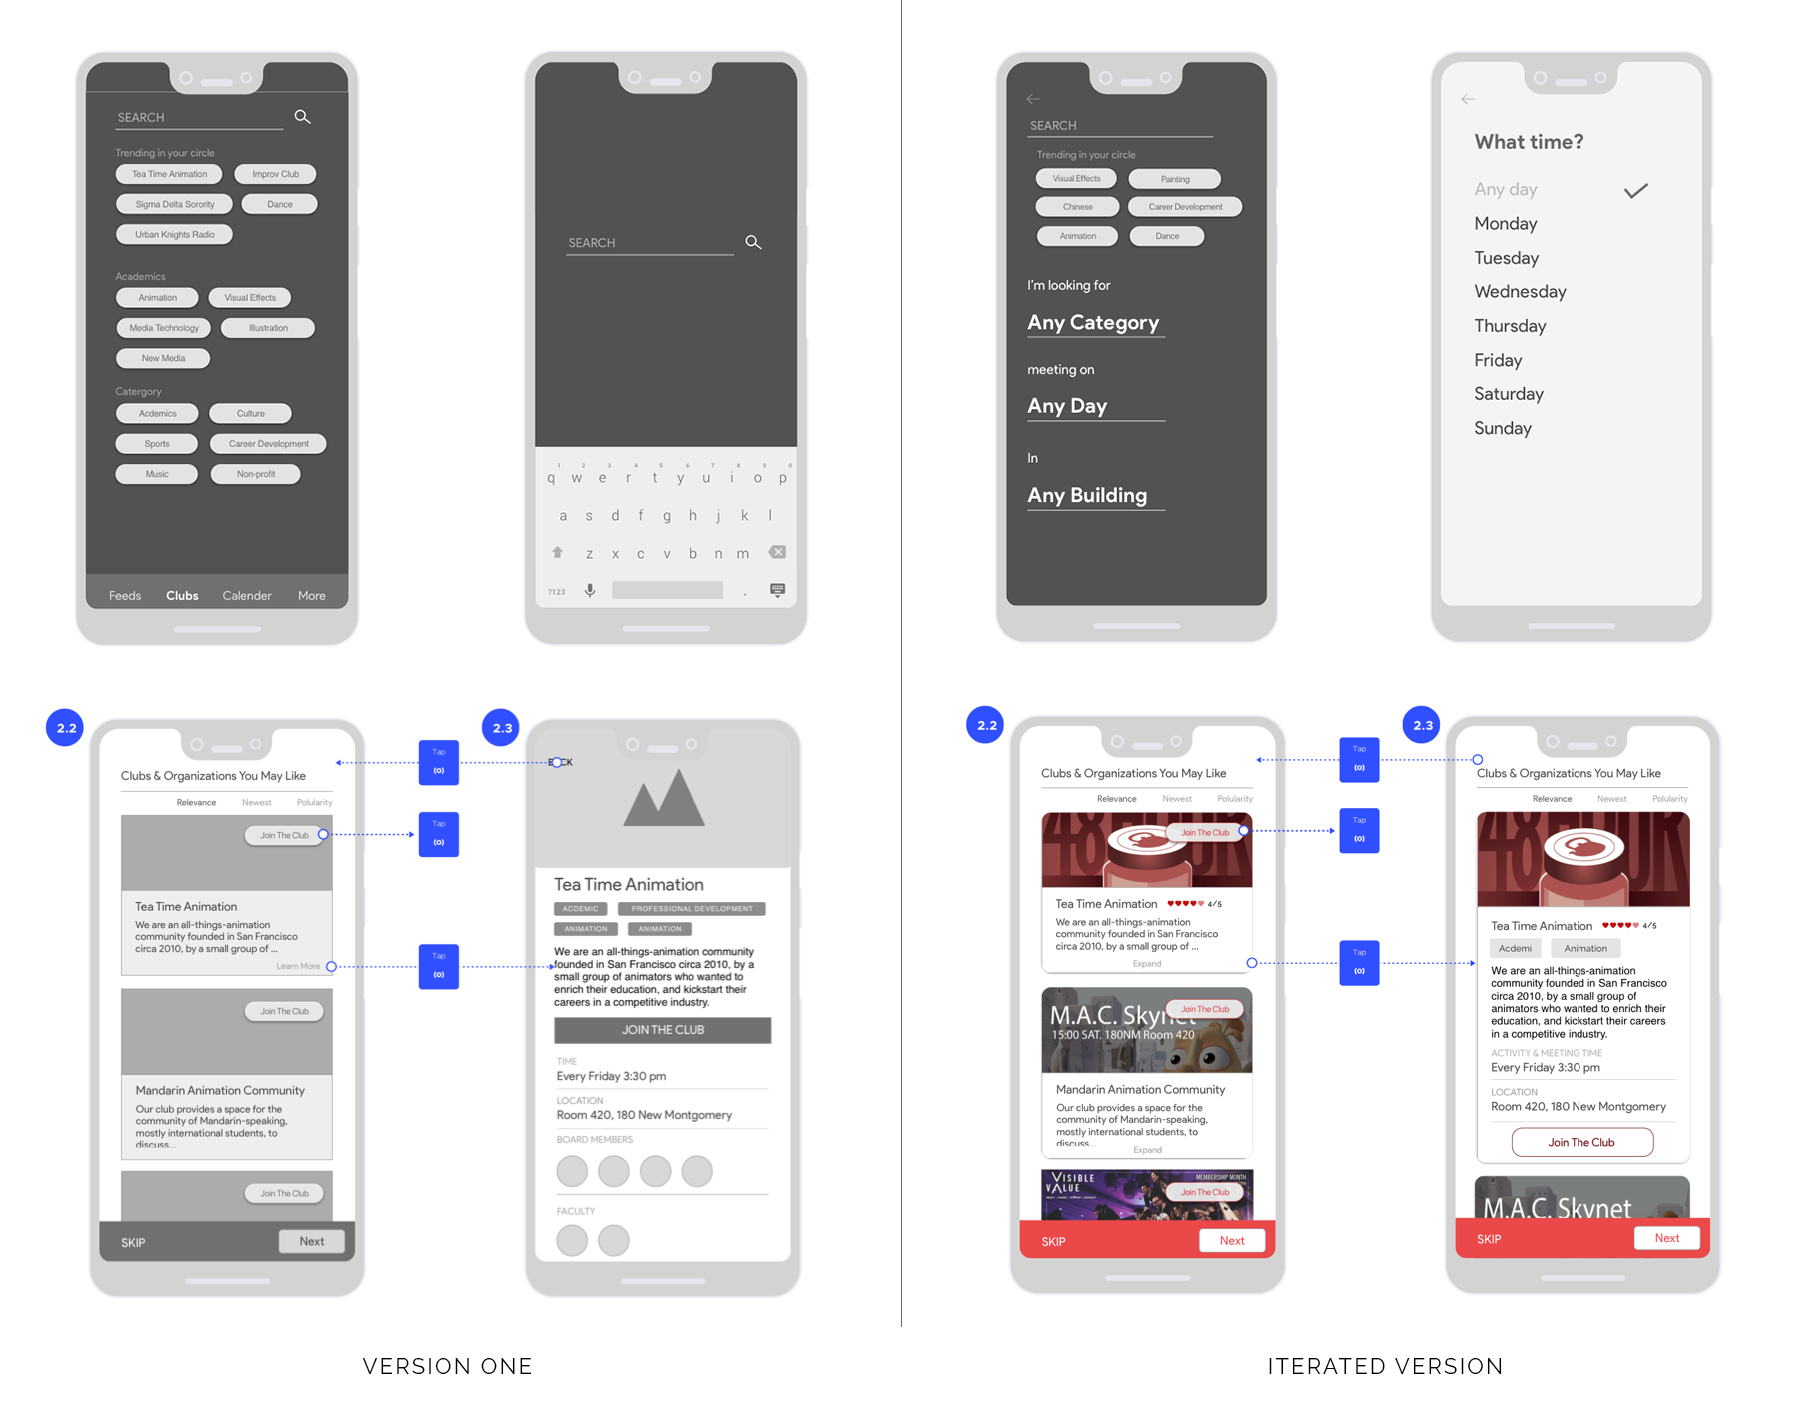 SEARCH
Trending in your circle
Tea Time Animation
Improv Club
Sigma Delta Sorority
Dance
Urban Knights Radio
Academics
Animation
Visual Effects
Media Technology
Illustration
New Media
Catergory
Acdemics
Culture
Sports
Career Development
Music
Non-profit
Feeds
Clubs
Calender
More
SEARCH
1 2 3 4 5 6 7 8 9 0
q w e r t y u i o p
a s d f g h j k l
z x c v b n m
?123 .
SEARCH
Trending in your circle
Visual Effects
Painting
Chinese
Career Development
Animation
Dance
I'm looking for
Any Category
meeting on
Any Day
In
Any Building
What time?
Any day
Monday
Tuesday
Wednesday
Thursday
Friday
Saturday
Sunday
2.2
Clubs & Organizations You May Like
Relevance Newest Polularity
Join The Club
Tea Time Animation
We are an all-things-animation
community founded in San Francisco
circa 2010, by a small group of ...
Learn More
Join The Club
Mandarin Animation Community
Our club provides a space for the
community of Mandarin-speaking,
mostly international students, to
discuss...
Join The Club
SKIP
Next
Tap
(o)
Tap
(o)
Tap
(o)
2.3
BACK
Tea Time Animation
ACDEMIC
PROFESSIONAL DEVELOPMENT
ANIMATION
ANIMATION
We are an all-things-animation community
founded in San Francisco circa 2010, by a
small group of animators who wanted to
enrich their education, and kickstart their
careers in a competitive industry.
JOIN THE CLUB
TIME
Every Friday 3:30 pm
LOCATION
Room 420, 180 New Montgomery
BOARD MEMBERS
FACULTY
2.2
Clubs & Organizations You May Like
Relevance Newest Polularity
48HOUR
Join The Club
Tea Time Animation 4/5
We are an all-things-animation
community founded in San Francisco
circa 2010, by a small group of ...
Expand
M.A.C. Skynet
Join The Club
15:00 SAT. 180NM Room 420
Mandarin Animation Community
Our club provides a space for the
community of Mandarin-speaking,
mostly international students, to
discuss...
Expand
VISIBLE
VALUE
MEMBERSHIP MONTH
Join The Club
SKIP
Next
Tap
(o)
Tap
(o)
Tap
(o)
2.3
Clubs & Organizations You May Like
Relevance Newest Polularity
48HOUR
Tea Time Animation 4/5
Acdemi
Animation
We are an all-things-animation
community founded in San Francisco
circa 2010, by a small group of
animators who wanted to enrich their
education, and kickstart their careers
in a competitive industry.
ACTIVITY & MEETING TIME
Every Friday 3:30 pm
LOCATION
Room 420, 180 New Montgomery
Join The Club
M.A.C. Skynet
SKIP
Next
VERSION ONE
ITERATED VERSION